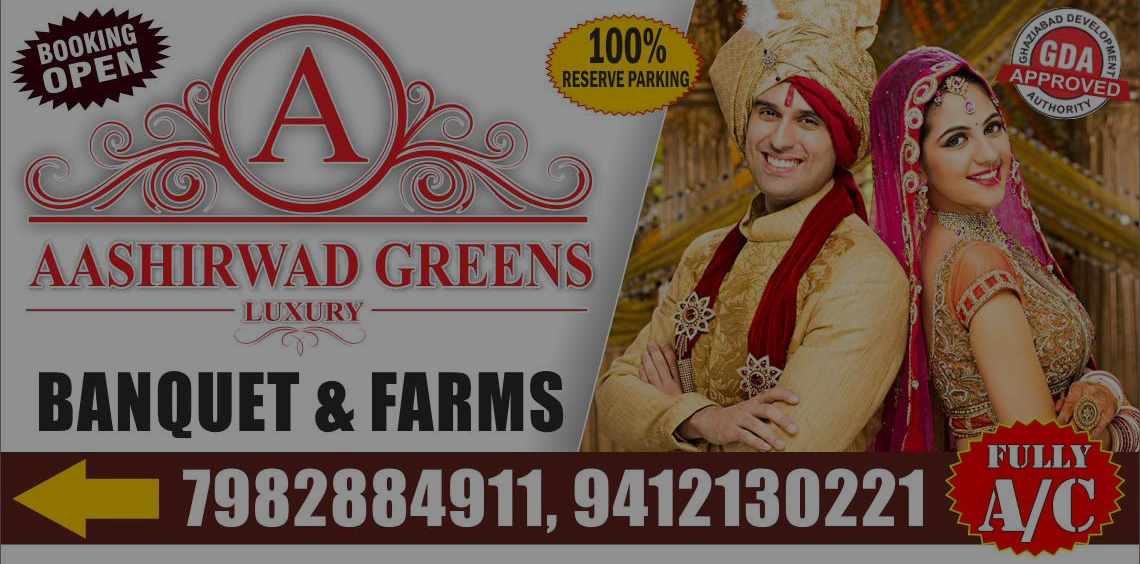 BOOKING
OPEN
A
AASHIRWAD GREENS
LUXURY
BANQUET & FARMS
100%
RESERVE PARKING
GHAZIABAD DEVELOPMENT
GDA
APPROVED
AUTHORITY
7982884911, 9412130221
FULLY
A/C